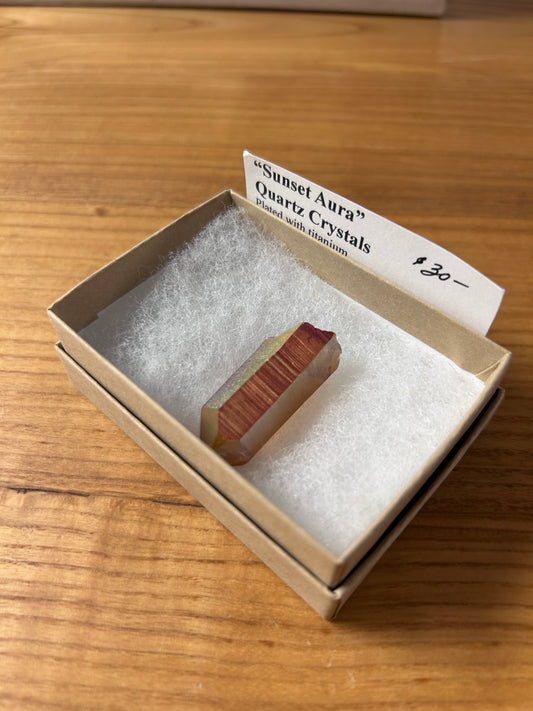 “Sunset Aura”
Quartz Crystals
Plated with titanium
$30—